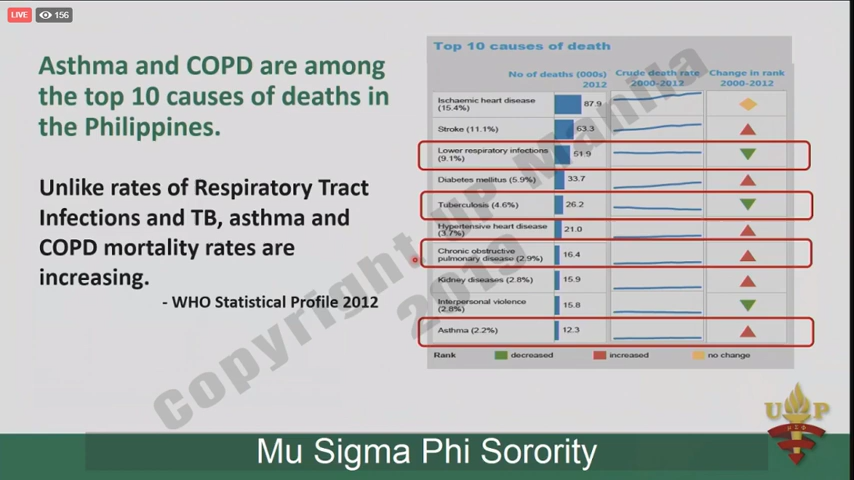 LIVE
156
Asthma and COPD are among
the top 10 causes of deaths in
the Philippines.
Unlike rates of Respiratory Tract
Infections and TB, asthma and
COPD mortality rates are
increasing.
- WHO Statistical Profile 2012
Top 10 causes of death
No of deaths (000s)
2012
Crude death rate
2000-2012
Change in rank
2000-2012
Ischaemic heart disease
(15.4%)
87.9
Stroke (11.1%)
63.3
Lower respiratory infections
(9.1%)
51.9
Diabetes mellitus (5.9%)
33.7
Tuberculosis (4.6%)
26.2
Hypertensive heart disease
(3.7%)
21.0
Chronic obstructive
pulmonary disease (2.9%)
16.4
Kidney diseases (2.8%)
15.9
Interpersonal violence
(2.8%)
15.8
Asthma (2.2%)
12.3
Rank
decreased
increased
no change
Copyright UP Manila
2019
U P
ΜΣΦ
Mu Sigma Phi Sorority